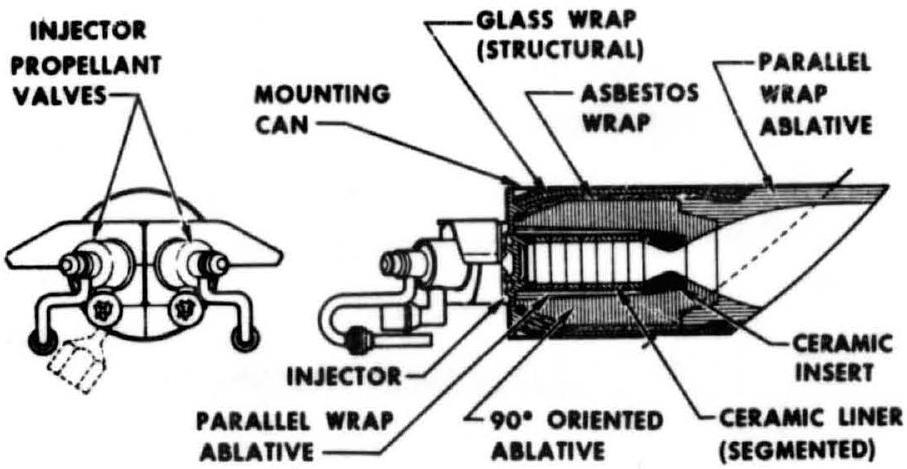 INJECTOR
PROPELLANT
VALVES
GLASS WRAP
(STRUCTURAL)
MOUNTING
CAN
ASBESTOS
WRAP
PARALLEL
WRAP
ABLATIVE
INJECTOR
CERAMIC
INSERT
PARALLEL WRAP
ABLATIVE
90° ORIENTED
ABLATIVE
CERAMIC LINER
(SEGMENTED)